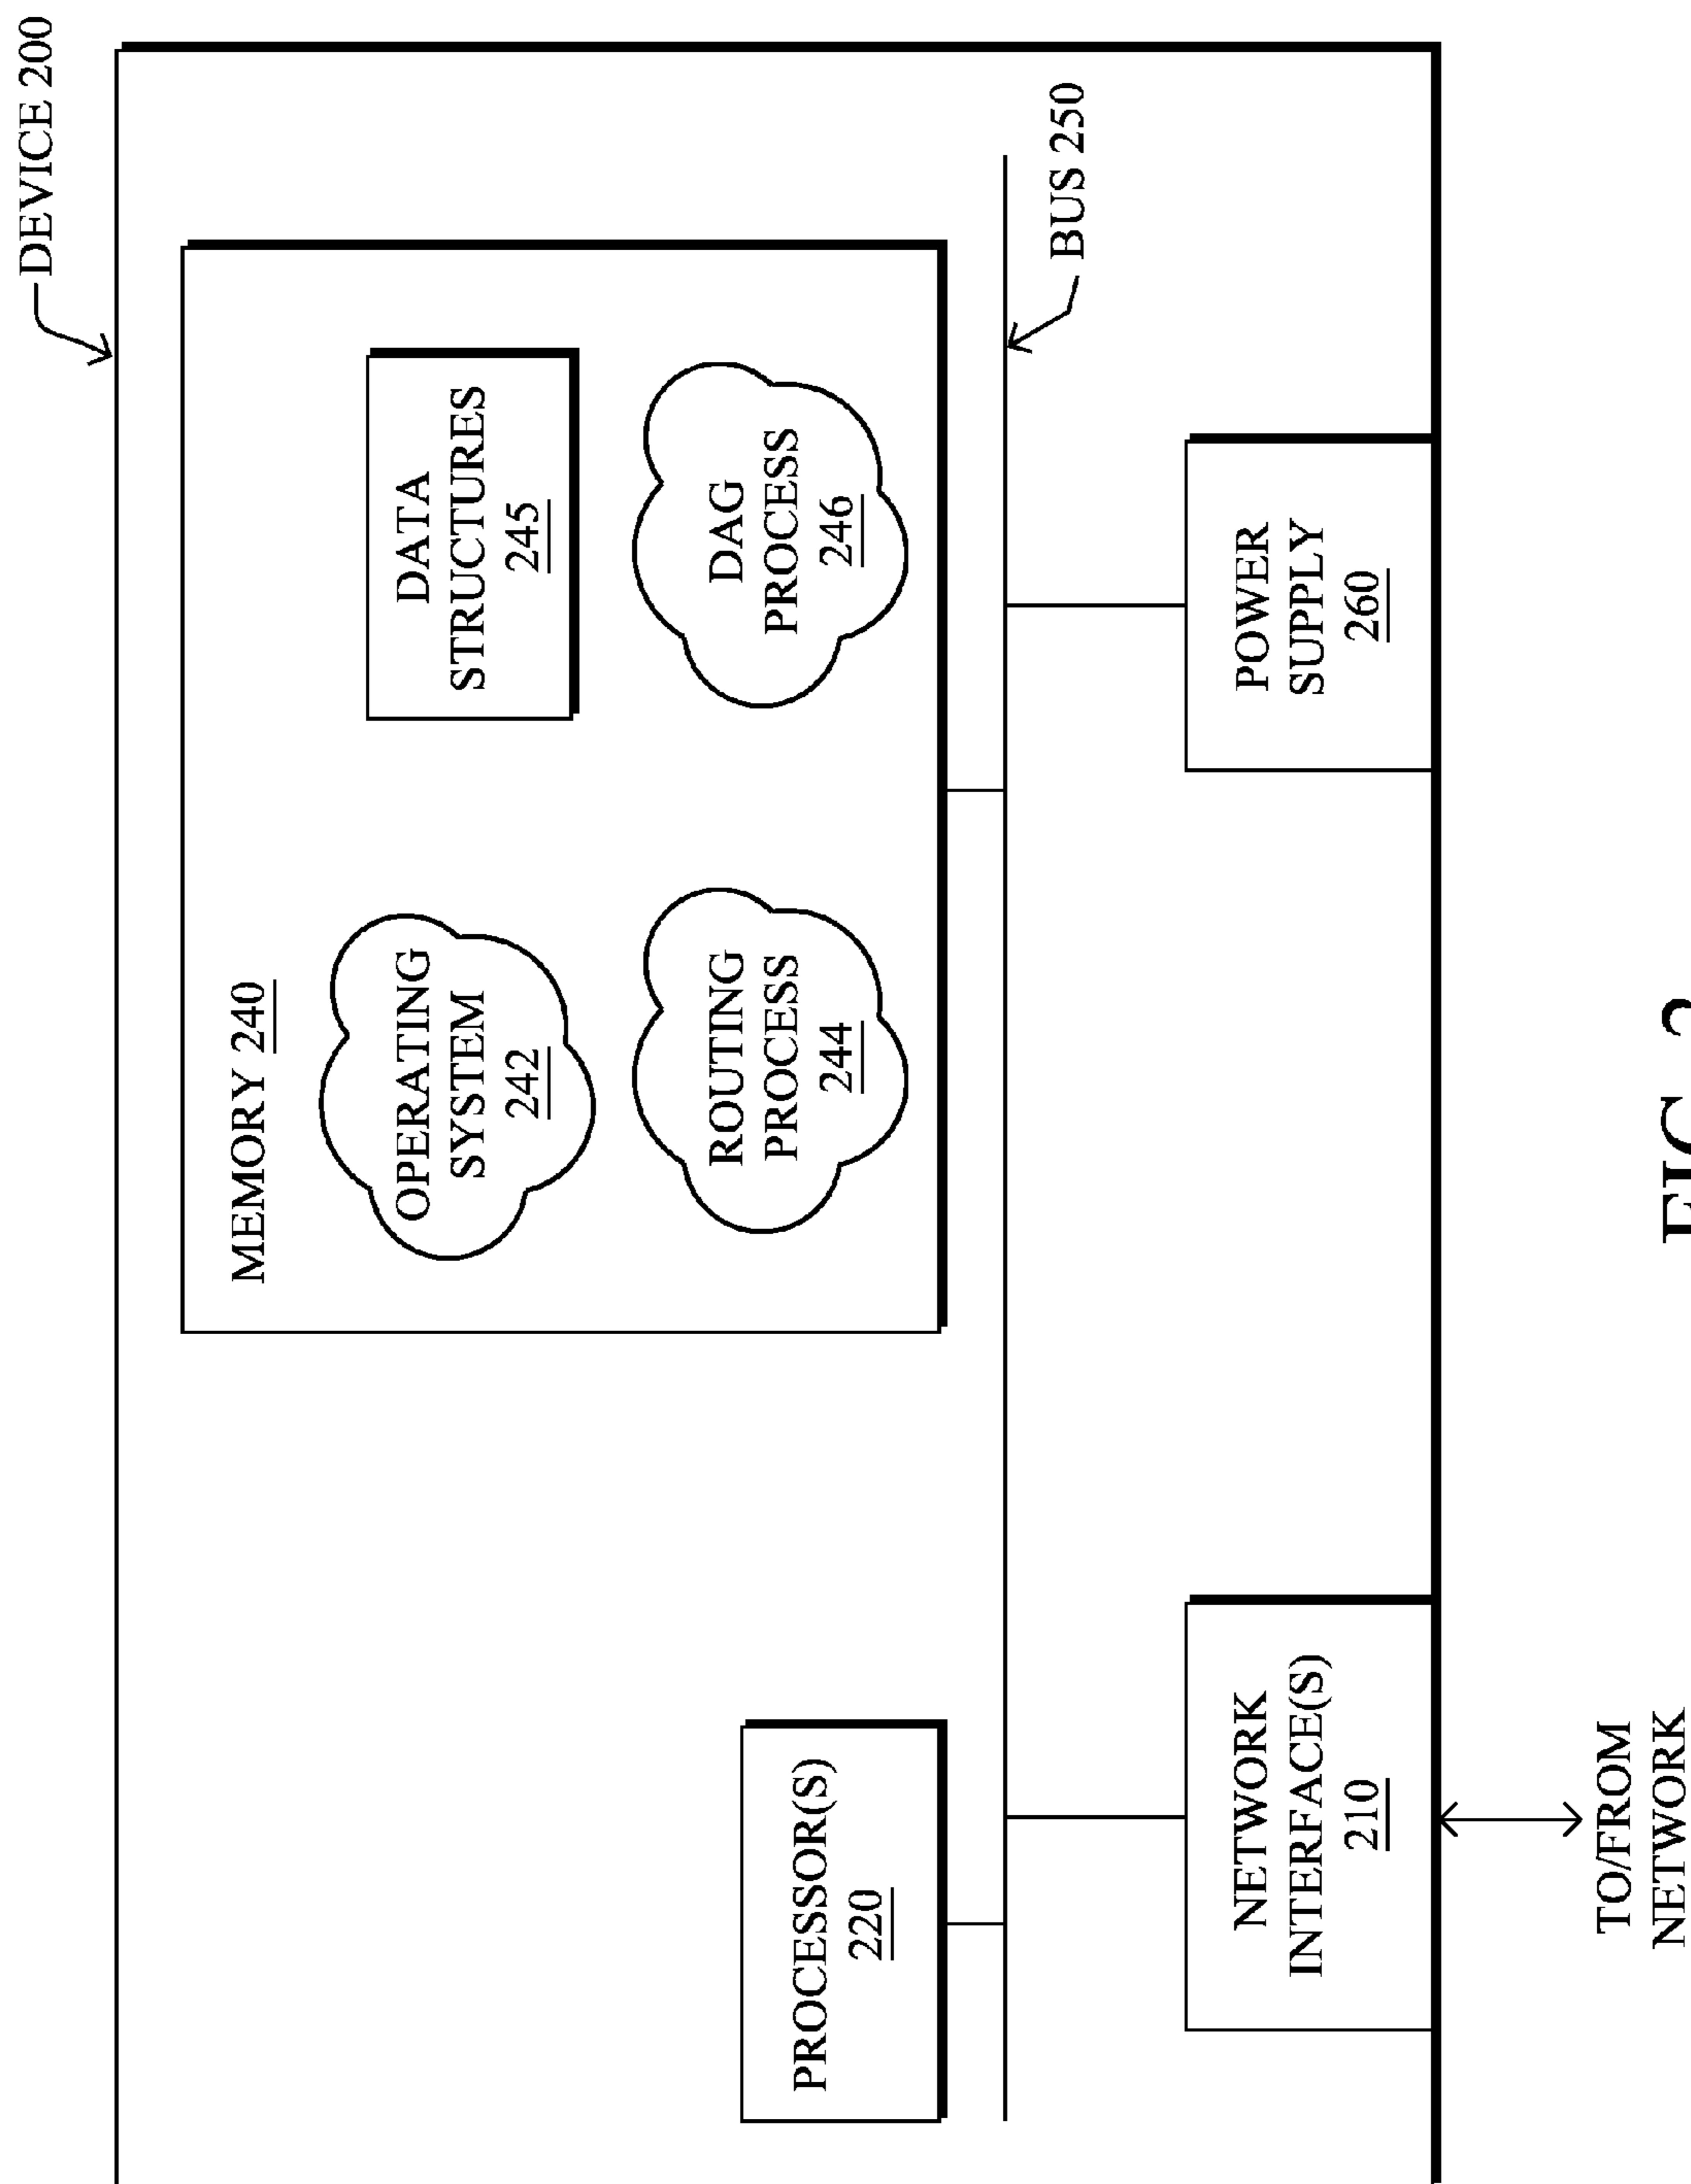 DEVICE 200
MEMORY 240
OPERATING
SYSTEM
242
DATA
STRUCTURES
245
ROUTING
PROCESS
244
DAG
PROCESS
246
PROCESSOR(S)
220
BUS 250
NETWORK
INTERFACE(S)
210
POWER
SUPPLY
260
TO/FROM
NETWORK